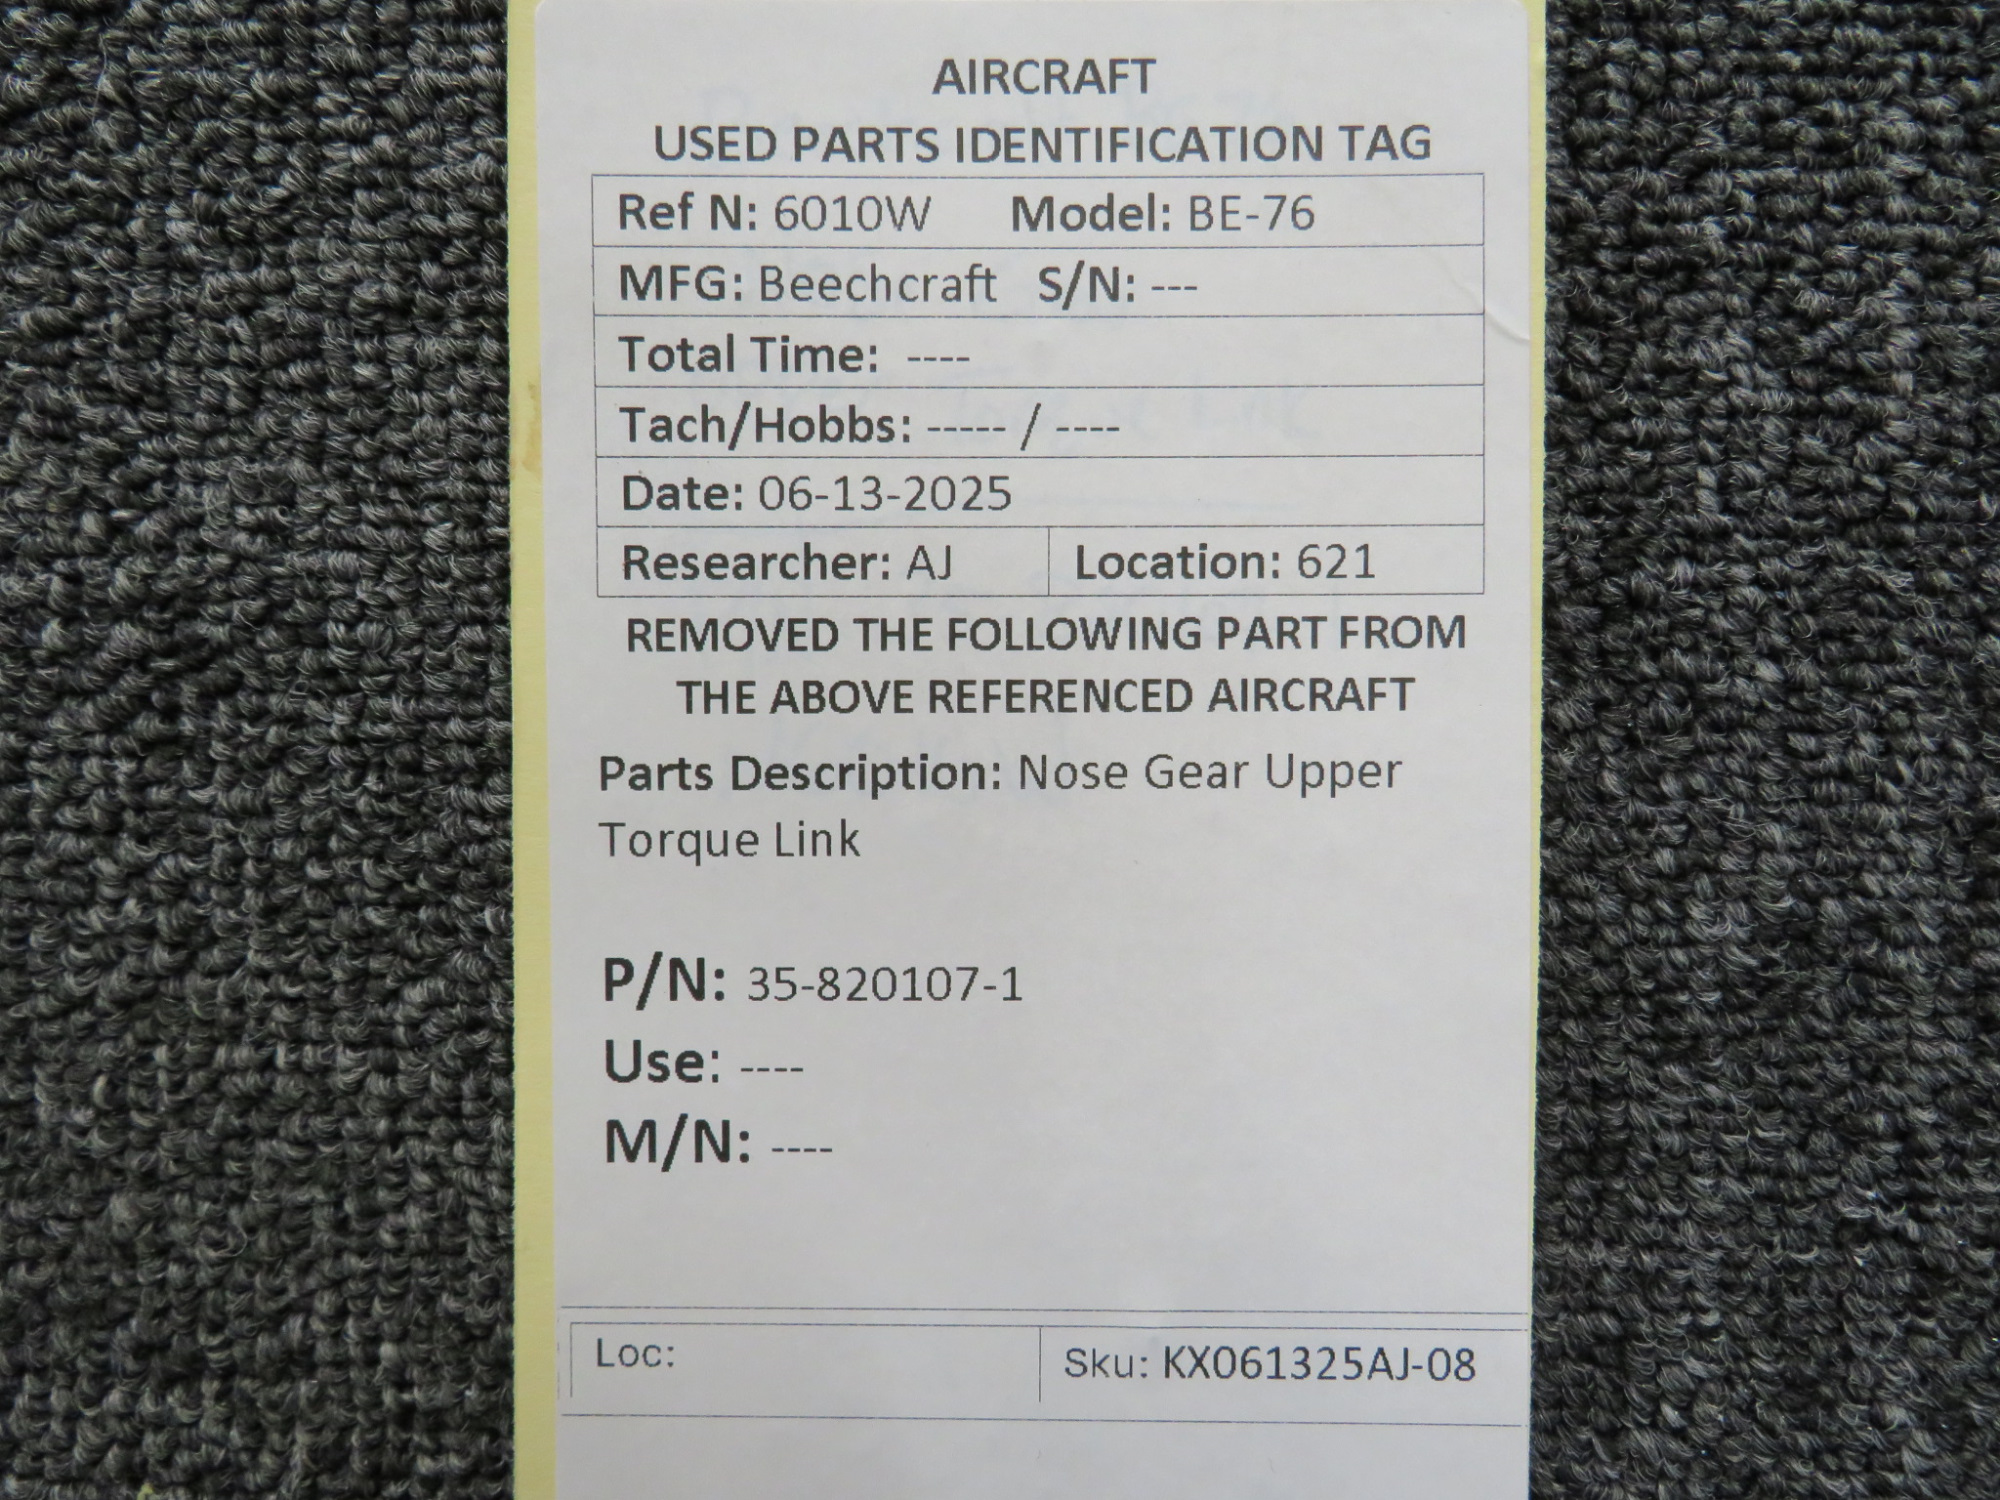 AIRCRAFT
USED PARTS IDENTIFICATION TAG
Ref N: 6010W Model: BE-76
MFG: Beechcraft S/N: ---
Total Time: ----
Tach/Hobbs: ----- / ----
Date: 06-13-2025
Researcher: AJ Location: 621
REMOVED THE FOLLOWING PART FROM
THE ABOVE REFERENCED AIRCRAFT
Parts Description: Nose Gear Upper
Torque Link
P/N: 35-820107-1
Use: ----
M/N: ----
Loc: Sku: KX061325AJ-08